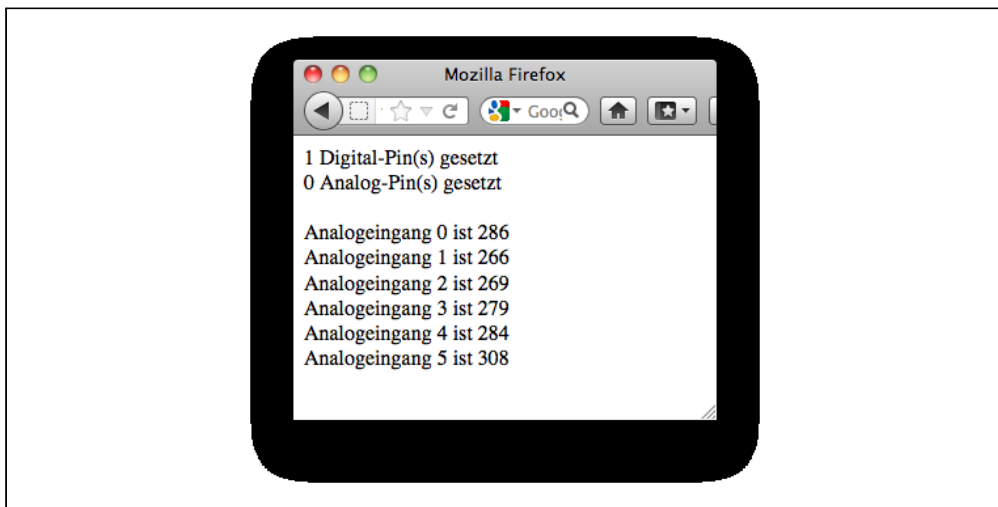 Mozilla Firefox
Goo
1 Digital-Pin(s) gesetzt
0 Analog-Pin(s) gesetzt
Analogeingang 0 ist 286
Analogeingang 1 ist 266
Analogeingang 2 ist 269
Analogeingang 3 ist 279
Analogeingang 4 ist 284
Analogeingang 5 ist 308